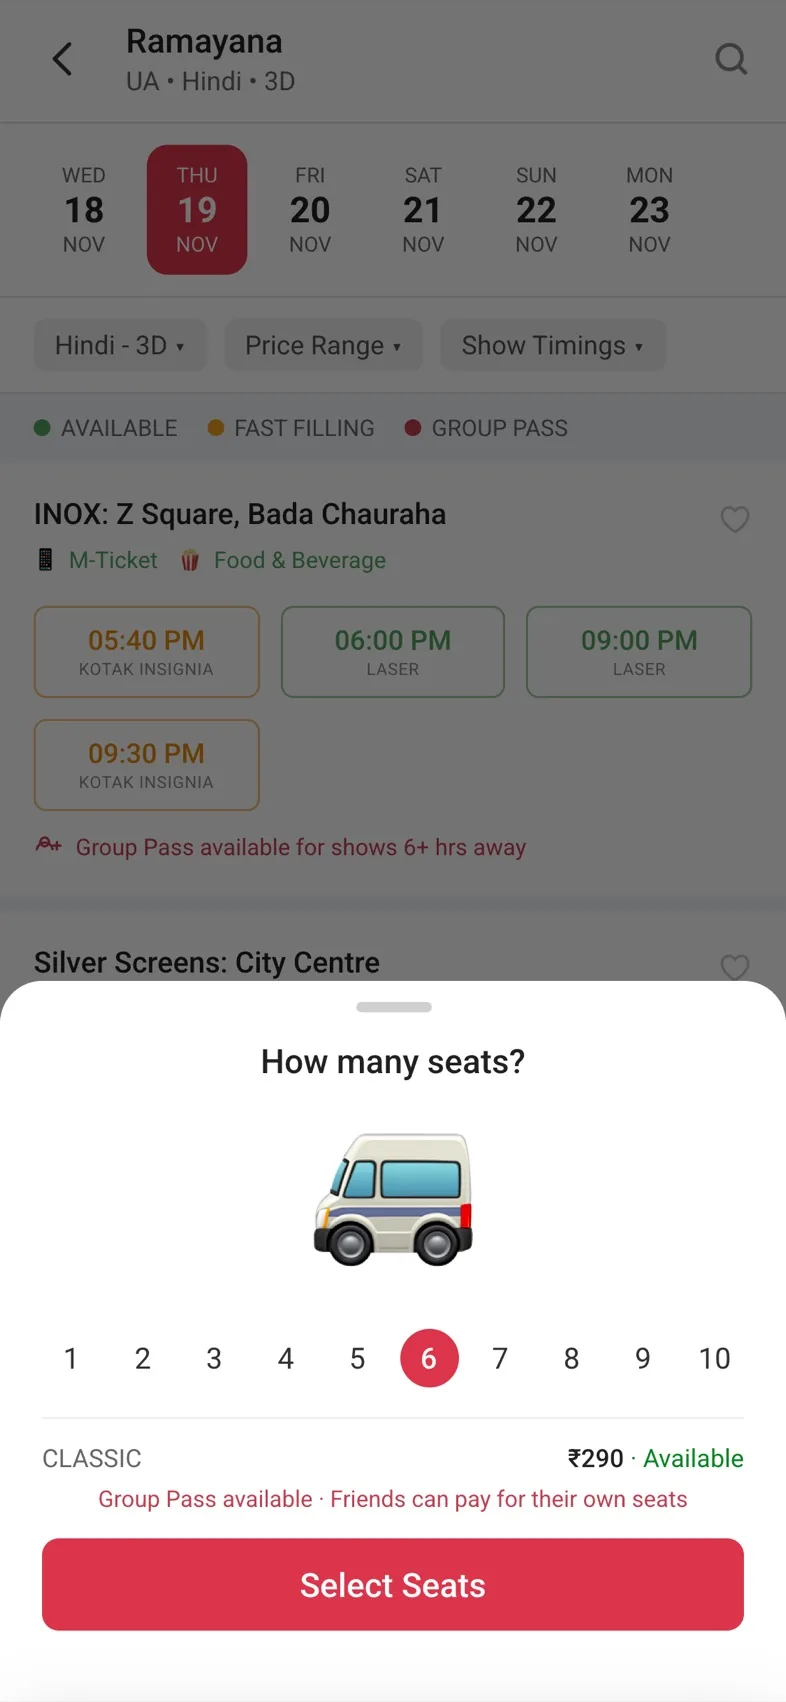 Ramayana
UA • Hindi • 3D
WED THU FRI SAT SUN MON
18 19 20 21 22 23
NOV NOV NOV NOV NOV NOV
Hindi - 3D ▾ Price Range ▾ Show Timings ▾
AVAILABLE FAST FILLING GROUP PASS
INOX: Z Square, Bada Chauraha
M-Ticket Food & Beverage
05:40 PM 06:00 PM 09:00 PM
KOTAK INSIGNIA LASER LASER
09:30 PM
KOTAK INSIGNIA
Group Pass available for shows 6+ hrs away
Silver Screens: City Centre
How many seats?
1 2 3 4 5 6 7 8 9 10
CLASSIC ₹290 · Available
Group Pass available · Friends can pay for their own seats
Select Seats